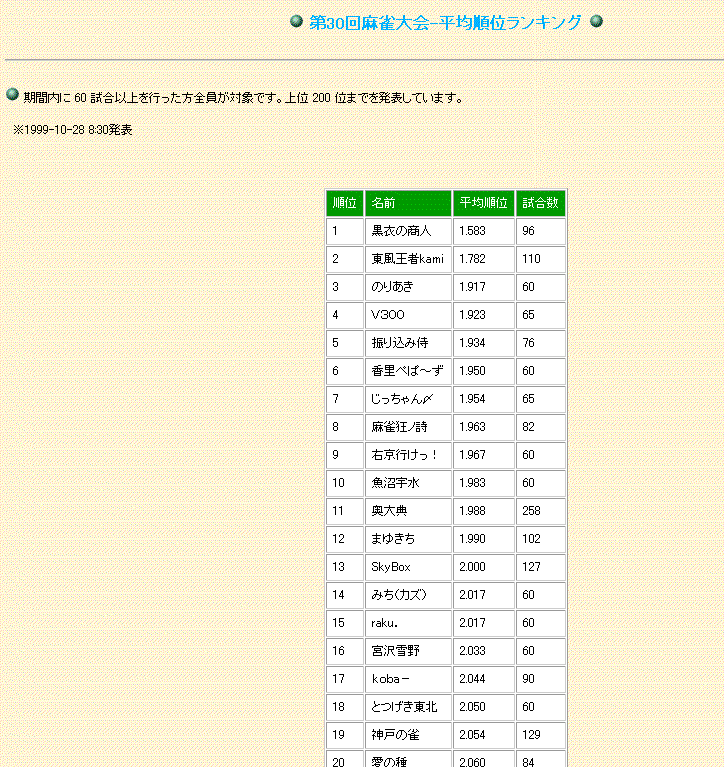 第30回麻雀大会-平均順位ランキング
期間内に 60 試合以上を行った方全員が対象です。上位 200 位までを発表しています。
※1999-10-28 8:30発表
順位 名前 平均順位 試合数
1 黒衣の商人 1.583 96
2 東風王者kami 1.782 110
3 のりあき 1.917 60
4 V300 1.923 65
5 振り込み侍 1.934 76
6 香里ぺぱ～ず 1.950 60
7 じっちゃん〆 1.954 65
8 麻雀狂ノ詩 1.963 82
9 右京行けっ！ 1.967 60
10 魚沼宇水 1.983 60
11 奥大典 1.988 258
12 まゆきち 1.990 102
13 SkyBox 2.000 127
14 みち(カズ) 2.017 60
15 raku. 2.017 60
16 宮沢雪野 2.033 60
17 koba－ 2.044 90
18 とつげき東北 2.050 60
19 神戸の雀 2.054 129
20 愛の種 2.060 84